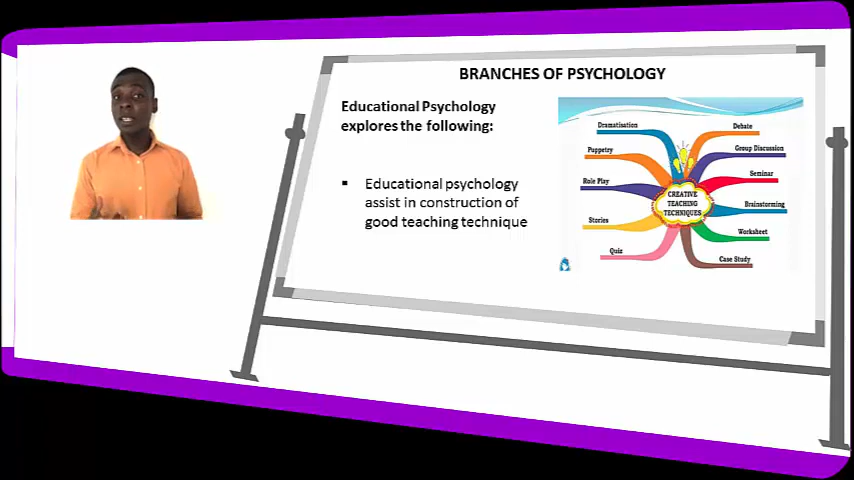 BRANCHES OF PSYCHOLOGY
Educational Psychology
explores the following:
Educational psychology
assist in construction of
good teaching technique
Dramatisation
Puppetry
Role Play
Stories
Quiz
CREATIVE
TEACHING
TECHNIQUES
Debate
Group Discussion
Seminar
Brainstorming
Worksheet
Case Study